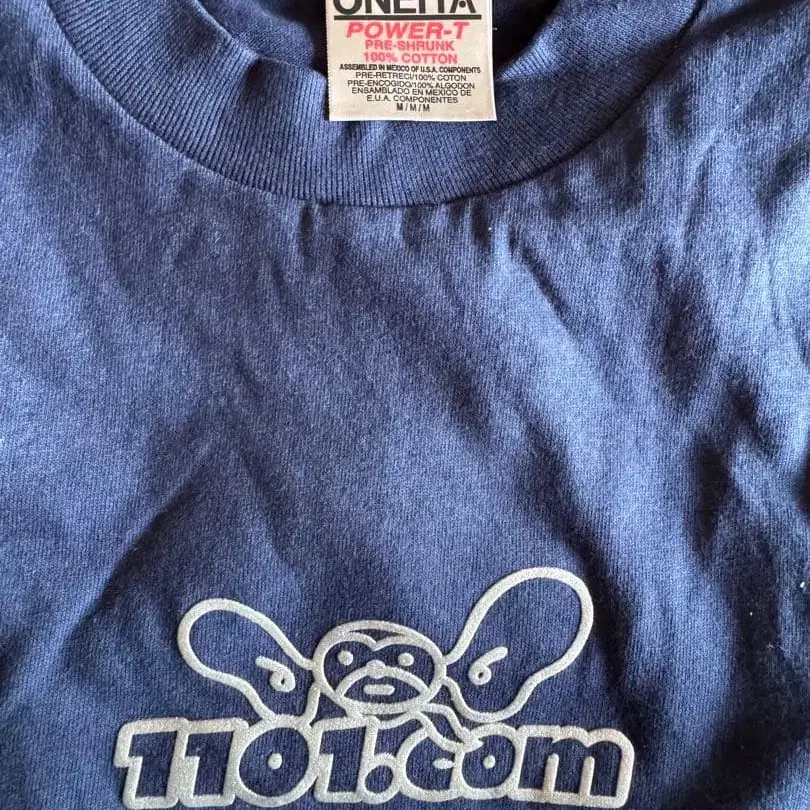 ONEITA
POWER-T
PRE-SHRUNK
100% COTTON
ASSEMBLED IN MEXICO OF U.S.A. COMPONENTS
PRE-RETRECI/100% COTON
PRE-ENCOGIDO/100% ALGODON
ENSAMBLADO EN MEXICO DE
E.U.A. COMPONENTES
M/M/M
1101.com